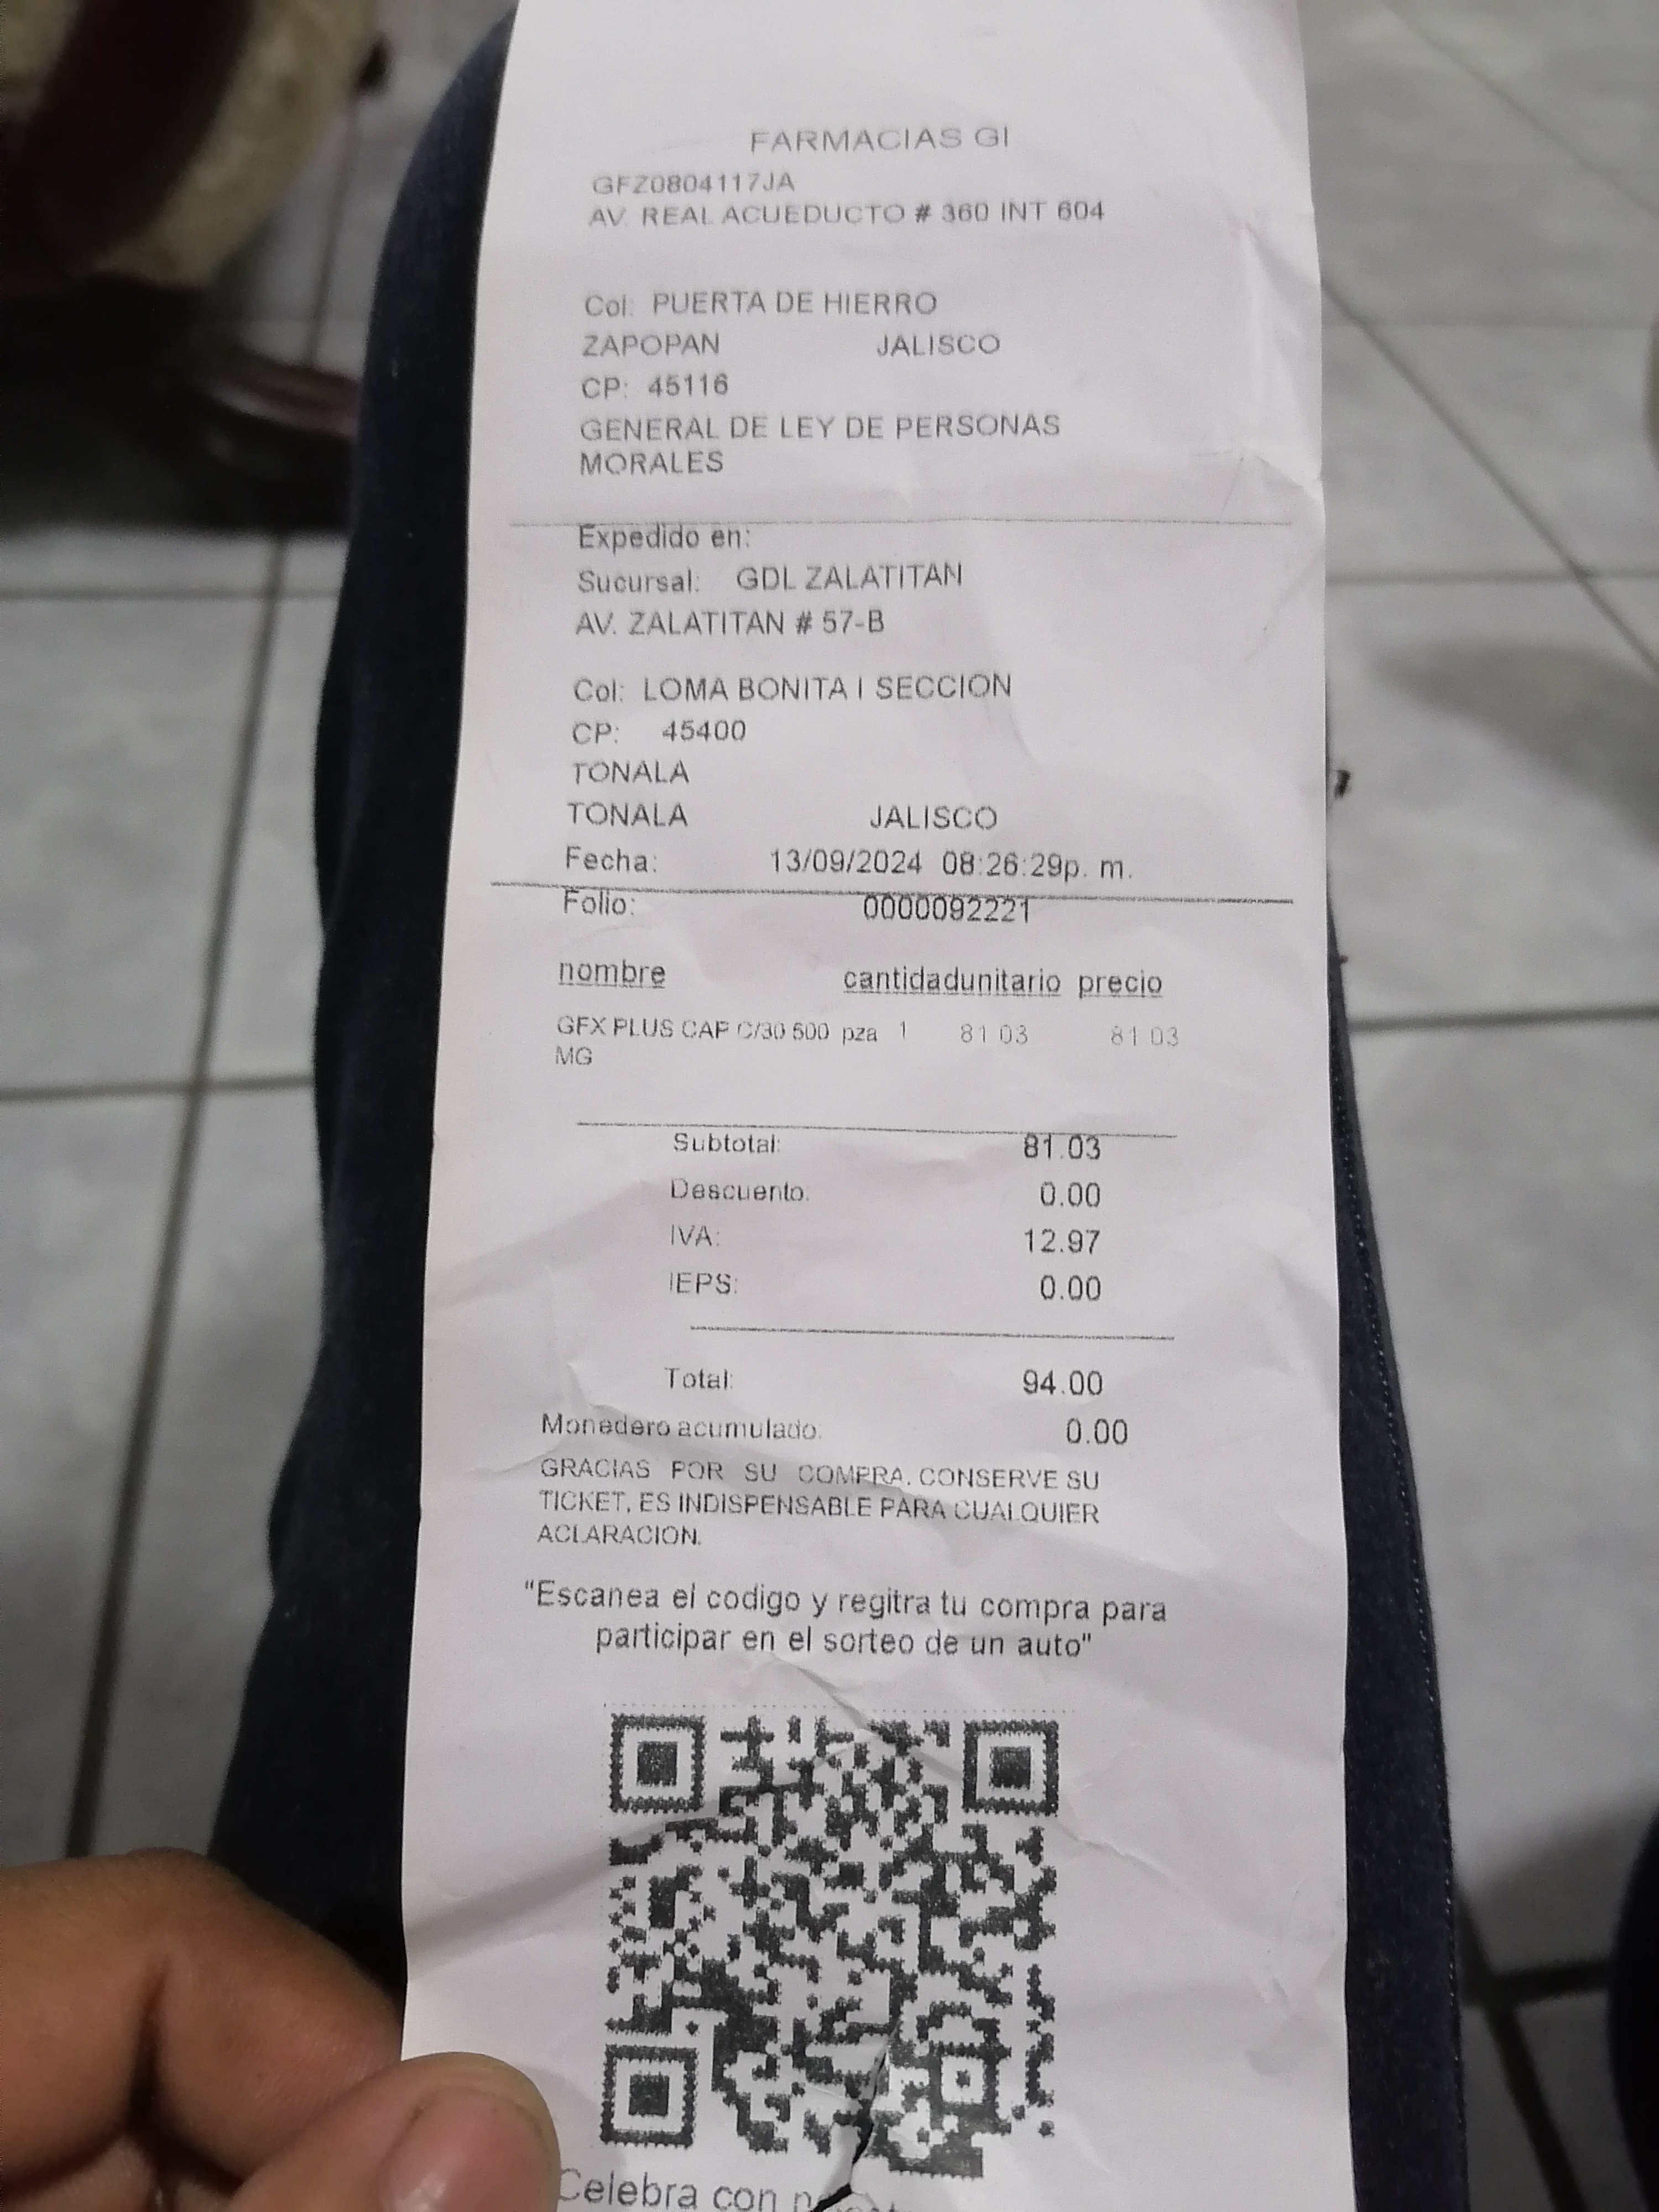 FARMACIAS GI
GFZ0804117JA
AV. REAL ACUEDUCTO # 360 INT 604
Col: PUERTA DE HIERRO
ZAPOPAN JALISCO
CP: 45116
GENERAL DE LEY DE PERSONAS
MORALES
Expedido en:
Sucursal: GDL ZALATITAN
AV. ZALATITAN # 57-B
Col: LOMA BONITA I SECCION
CP: 45400
TONALA
TONALA JALISCO
Fecha: 13/09/2024 08:26:29p. m.
Folio: 0000092221
nombre cantidadunitario precio
GFX PLUS CAP C/30 500 pza 1 81 03 81 03
MG
Subtotal: 81.03
Descuento: 0.00
IVA: 12.97
IEPS: 0.00
Total: 94.00
Monedero acumulado: 0.00
GRACIAS POR SU COMPRA. CONSERVE SU
TICKET, ES INDISPENSABLE PARA CUALQUIER
ACLARACION.
"Escanea el codigo y regitra tu compra para
participar en el sorteo de un auto"
Celebra con